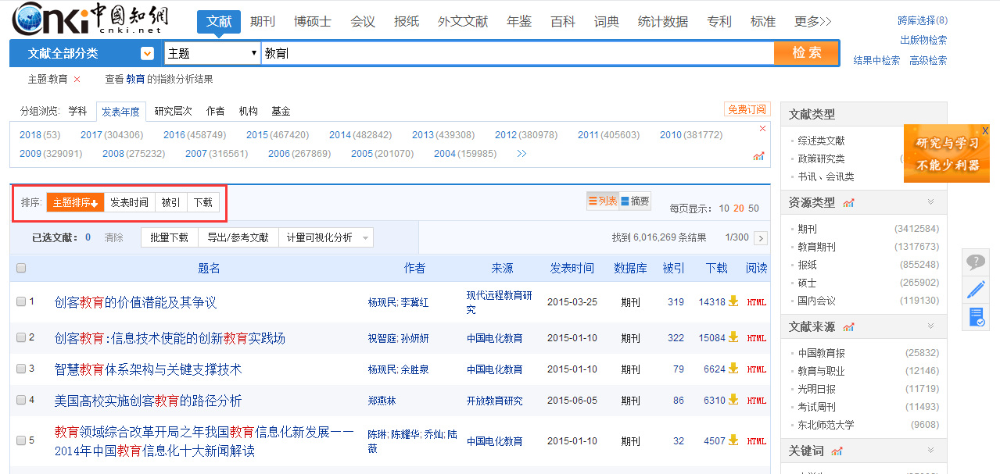 Cnki中國知網
cnki.net
文献 期刊 博硕士 会议 报纸 外文文献 年鉴 百科 词典 统计数据 专利 标准 更多>>
跨库选择(8)
出版物检索
文献全部分类 主题 教育 检索
结果中检索 高级检索
主题:教育 × 查看 教育 的指数分析结果
分组浏览: 学科 发表年度 研究层次 作者 机构 基金 免费订阅
2018(53) 2017(304306) 2016(458749) 2015(467420) 2014(482842) 2013(439308) 2012(380978) 2011(405603) 2010(381772)
2009(329091) 2008(275232) 2007(316561) 2006(267869) 2005(201070) 2004(159985) >>
排序: 主题排序 发表时间 被引 下载
列表 摘要 每页显示: 10 20 50
已选文献: 0 清除 批量下载 导出/参考文献 计量可视化分析 找到 6,016,269 条结果 1/300 >
题名 作者 来源 发表时间 数据库 被引 下载 阅读
1 创客教育的价值潜能及其争议 杨现民; 李冀红 现代远程教育研究 2015-03-25 期刊 319 14318 HTML
2 创客教育:信息技术使能的创新教育实践场 祝智庭; 孙妍妍 中国电化教育 2015-01-10 期刊 322 15084 HTML
3 智慧教育体系架构与关键支撑技术 杨现民; 余胜泉 中国电化教育 2015-01-10 期刊 79 6624 HTML
4 美国高校实施创客教育的路径分析 郑燕林 开放教育研究 2015-06-05 期刊 86 6310 HTML
5 教育领域综合改革开局之年我国教育信息化新发展——
2014年中国教育信息化十大新闻解读 陈琳; 陈耀华; 乔灿; 陆薇 中国电化教育 2015-01-10 期刊 32 4507 HTML
文献类型
综述类文献
政策研究类 (
书讯、会讯类
研究与学习
不能少利器
X
资源类型
期刊 (3412584)
教育期刊 (1317673)
报纸 (855248)
硕士 (265902)
国内会议 (119130)
文献来源
中国教育报 (25832)
教育与职业 (12146)
光明日报 (11719)
考试周刊 (11493)
东北师范大学 (9608)
关键词